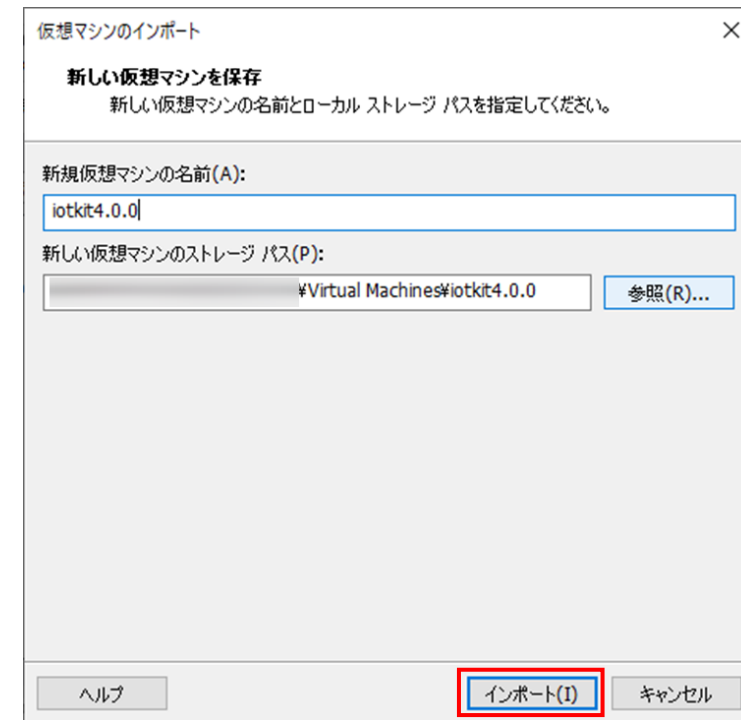 仮想マシンのインポート
新しい仮想マシンを保存
新しい仮想マシンの名前とローカル ストレージ パスを指定してください。
新規仮想マシンの名前(A):
iotkit4.0.0
新しい仮想マシンのストレージ パス(P):
¥Virtual Machines¥iotkit4.0.0
参照(R)...
ヘルプ
インポート(I)
キャンセル